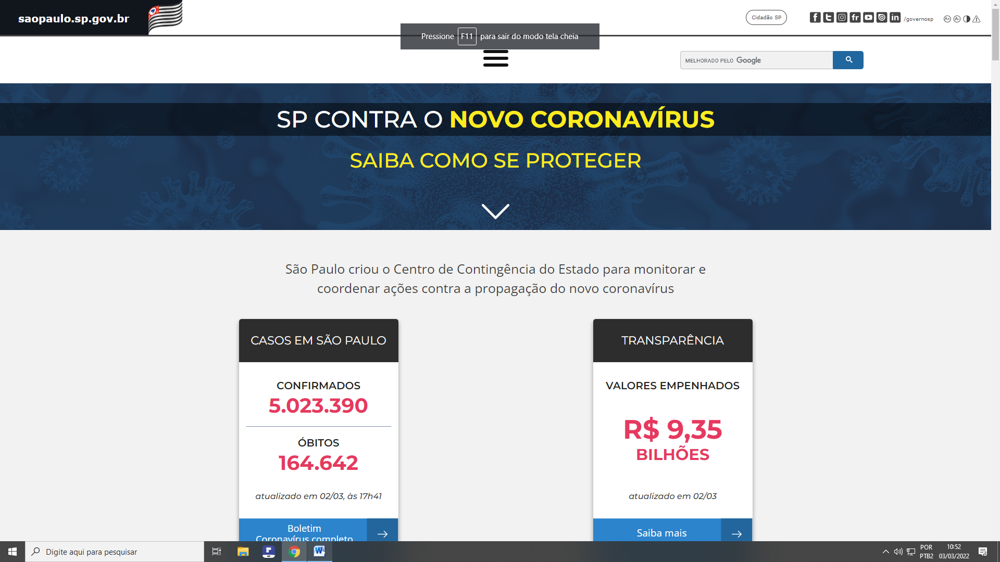 saopaulo.sp.gov.br
Cidadão SP
/governosp
Pressione F11 para sair do modo tela cheia
MELHORADO PELO Google
SP CONTRA O NOVO CORONAVÍRUS
SAIBA COMO SE PROTEGER
São Paulo criou o Centro de Contingência do Estado para monitorar e
coordenar ações contra a propagação do novo coronavírus
CASOS EM SÃO PAULO
CONFIRMADOS
5.023.390
ÓBITOS
164.642
atualizado em 02/03, às 17h41
Boletim
Coronavírus completo
TRANSPARÊNCIA
VALORES EMPENHADOS
R$ 9,35
BILHÕES
atualizado em 02/03
Saiba mais
Digite aqui para pesquisar
POR
PTB2
10:52
03/03/2022